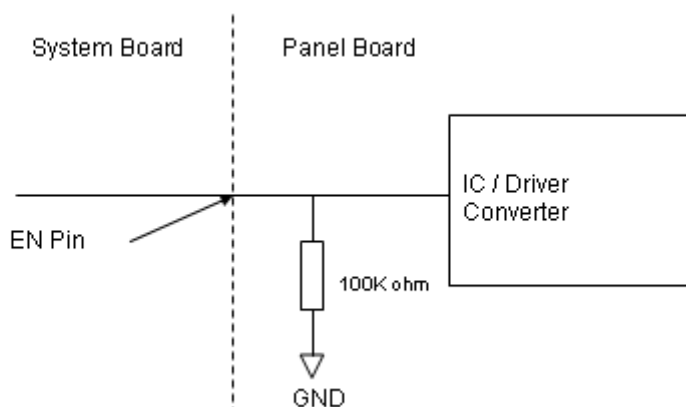 System Board
Panel Board
IC / Driver
Converter
EN Pin
100K ohm
GND